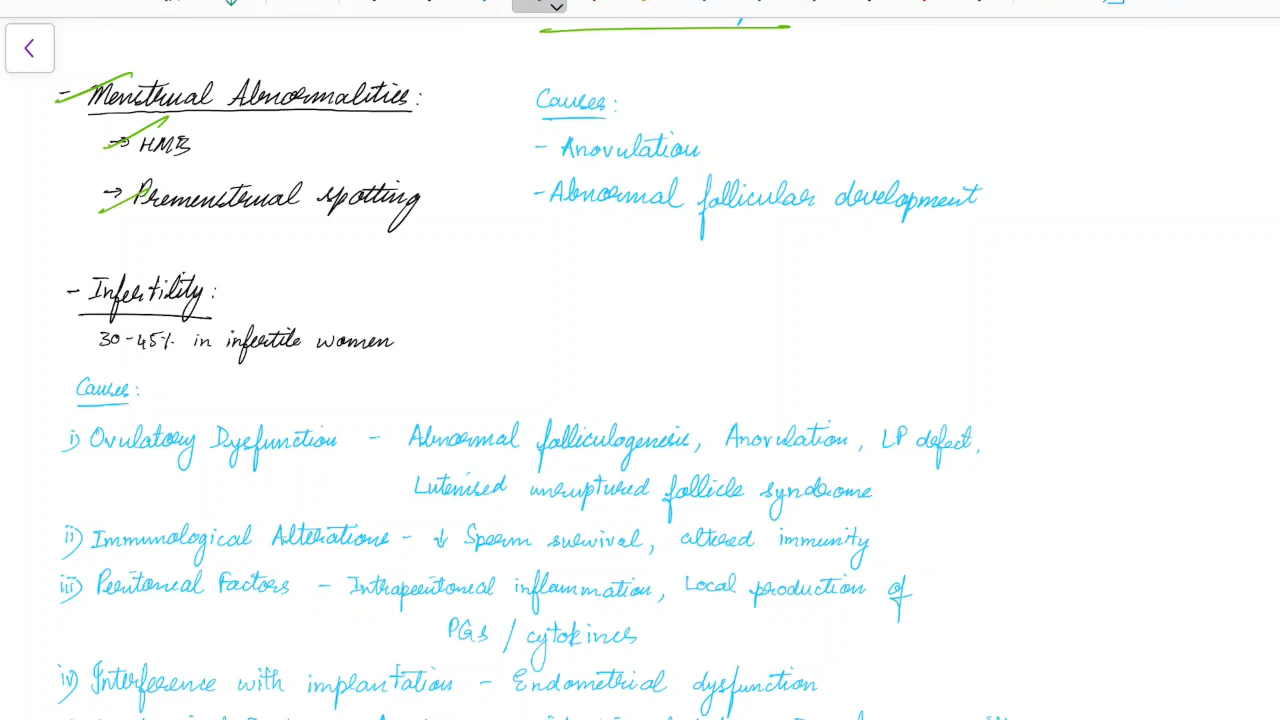 - Menstrual Abnormalities:
→ HMB
→ Premenstrual spotting
Causes:
- Anovulation
- Abnormal follicular development
- Infertility:
30-45% in infertile women
Causes:
i) Ovulatory Dysfunction - Abnormal folliculogenesis, Anovulation, LP defect,
Lutenised unruptured follicle syndrome
ii) Immunological Alterations - ↓ Sperm survival, altered immunity
iii) Peritoneal Factors - Intraperitoneal inflammation, Local production of
PGs / cytokines
iv) Interference with implantation - Endometrial dysfunction